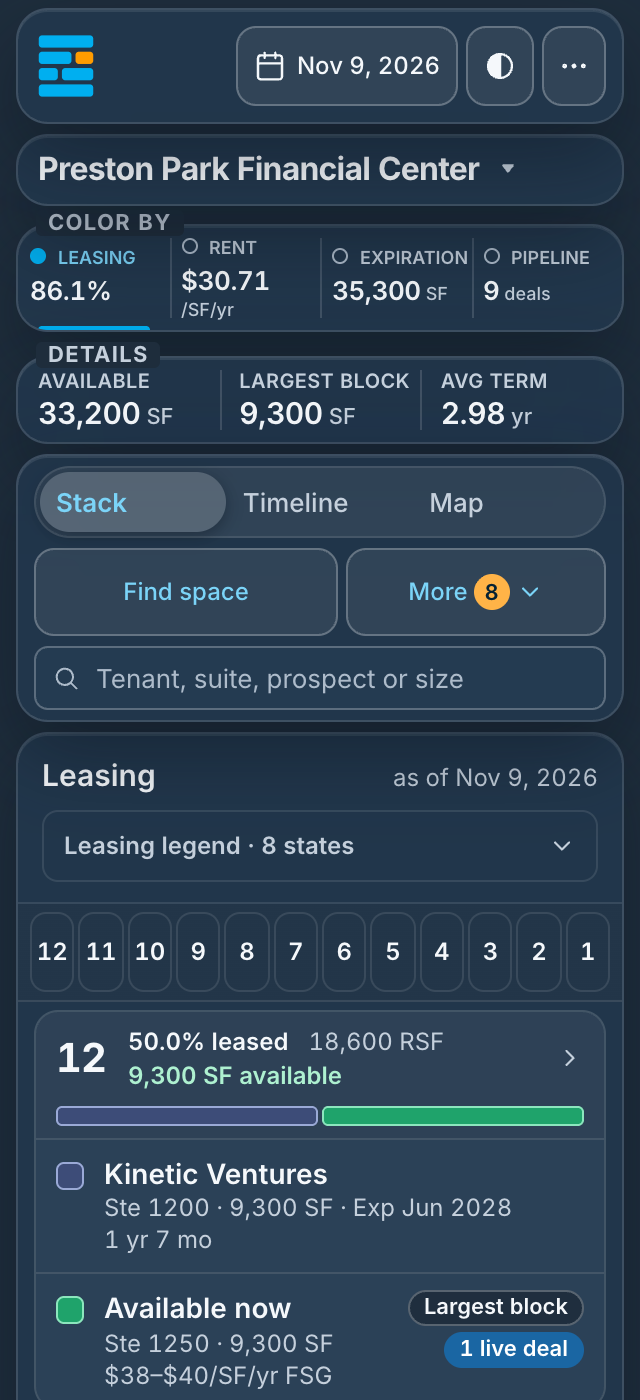 Nov 9, 2026
Preston Park Financial Center
COLOR BY
LEASING
86.1%
RENT
$30.71
/SF/yr
EXPIRATION
35,300 SF
PIPELINE
9 deals
DETAILS
AVAILABLE
33,200 SF
LARGEST BLOCK
9,300 SF
AVG TERM
2.98 yr
Stack Timeline Map
Find space
More 8
Tenant, suite, prospect or size
Leasing as of Nov 9, 2026
Leasing legend · 8 states
12 11 10 9 8 7 6 5 4 3 2 1
12
50.0% leased 18,600 RSF
9,300 SF available
Kinetic Ventures
Ste 1200 · 9,300 SF · Exp Jun 2028
1 yr 7 mo
Available now
Largest block
Ste 1250 · 9,300 SF
1 live deal
$38–$40/SF/yr FSG